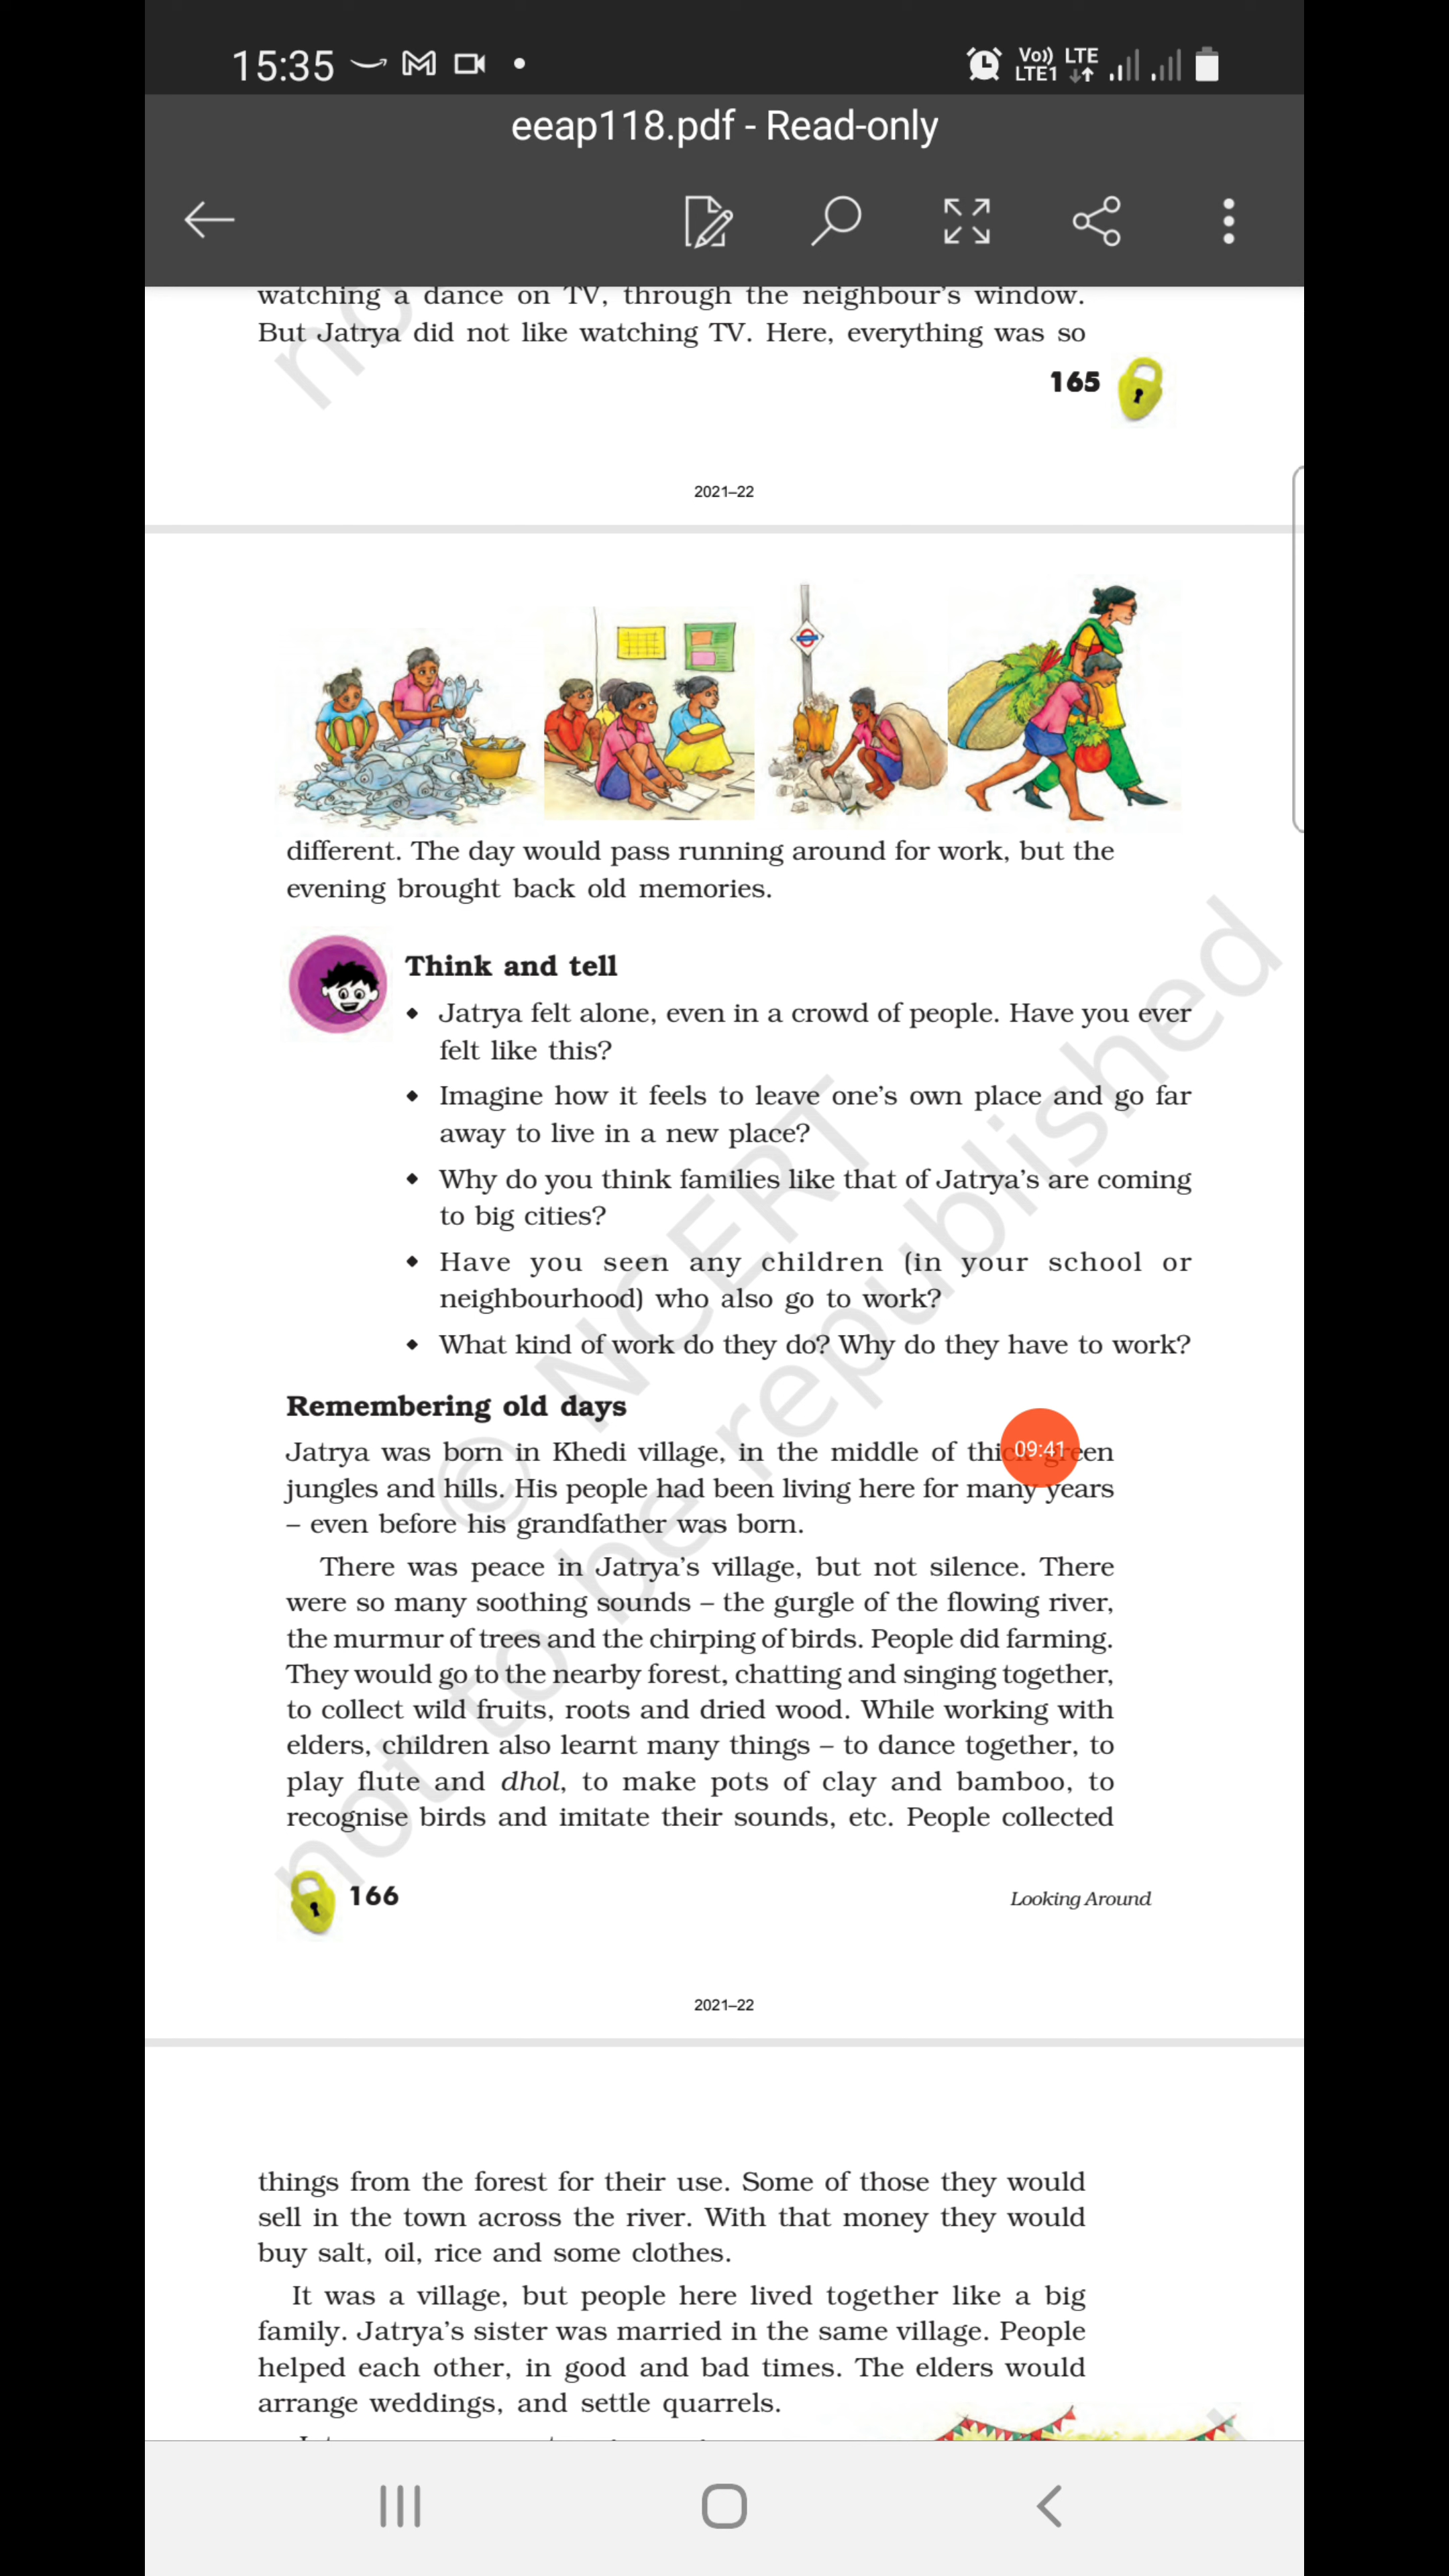 15:35
Vo)) LTE
LTE1
eeap118.pdf - Read-only
watching a dance on TV, through the neighbour's window.
But Jatrya did not like watching TV. Here, everything was so
165
2021–22
different. The day would pass running around for work, but the
evening brought back old memories.
Think and tell
◆ Jatrya felt alone, even in a crowd of people. Have you ever
felt like this?
◆ Imagine how it feels to leave one's own place and go far
away to live in a new place?
◆ Why do you think families like that of Jatrya's are coming
to big cities?
◆ Have you seen any children (in your school or
neighbourhood) who also go to work?
◆ What kind of work do they do? Why do they have to work?
Remembering old days
Jatrya was born in Khedi village, in the middle of green
09:41
jungles and hills. His people had been living here for many years
– even before his grandfather was born.
There was peace in Jatrya's village, but not silence. There
were so many soothing sounds – the gurgle of the flowing river,
the murmur of trees and the chirping of birds. People did farming.
They would go to the nearby forest, chatting and singing together,
to collect wild fruits, roots and dried wood. While working with
elders, children also learnt many things – to dance together, to
play flute and dhol, to make pots of clay and bamboo, to
recognise birds and imitate their sounds, etc. People collected
166
Looking Around
2021–22
© NCERT
not to be republished
things from the forest for their use. Some of those they would
sell in the town across the river. With that money they would
buy salt, oil, rice and some clothes.
It was a village, but people here lived together like a big
family. Jatrya's sister was married in the same village. People
helped each other, in good and bad times. The elders would
arrange weddings, and settle quarrels.